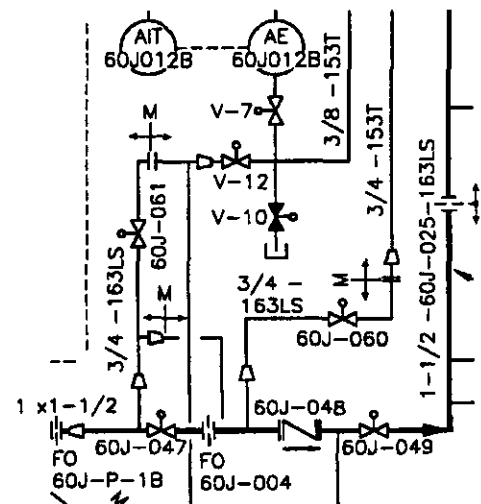 AIT
60J012B
AE
60J012B
V-7
3/8 -153T
M
V-12
3/4 -153T
V-10
60J-061
3/4 -163LS
M
3/4 -
163LS
M
60J-060
1-1/2 -60J-025-163LS
1 x1-1/2
60J-047
60J-048
60J-049
FO
60J-P-1B
FO
60J-004